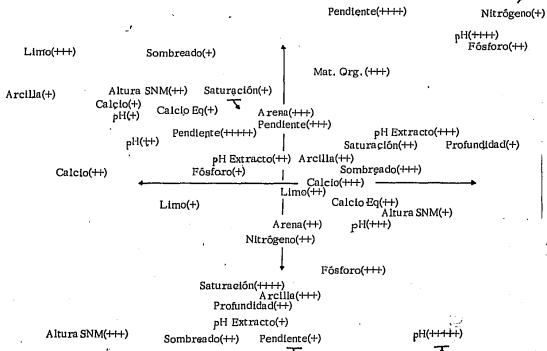 Pendiente(++++) Nitrógeno(+)
pH(++++)
Limo(+++) Sombreado(+) Fósforo(++)
Mat. Org.(+++)
Arcilla(+) Altura SNM(++) Saturación(+)
Calcio(+) Calcio Eq(+) Arena(+++)
pH(+) Pendiente(+++)
Pendiente(+++++) pH Extracto(+++)
pH(++) Saturación(++) Profundidad(+)
pH Extracto(++) Arcilla(++)
Calcio(++) Fósforo(+) Sombreado(+++)
Calcio(+++)
Limo(++)
Limo(+) Calcio Eq(++)
Altura SNM(+)
Arena(++) pH(+++)
Nitrógeno(++)
Fósforo(+++)
Saturación(++++)
Arcilla(+++)
Profundidad(++)
pH Extracto(+)
Altura SNM(+++) Sombreado(++) Pendiente(+) pH(+++++)